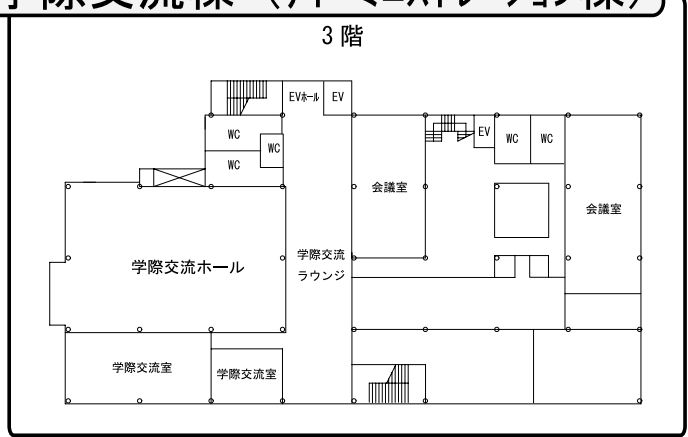 学際交流棟（アドミニストレーション棟）
3階
EVホール
EV
WC
WC
WC
EV
WC
WC
会議室
会議室
学際交流ホール
学際交流
ラウンジ
学際交流室
学際交流室